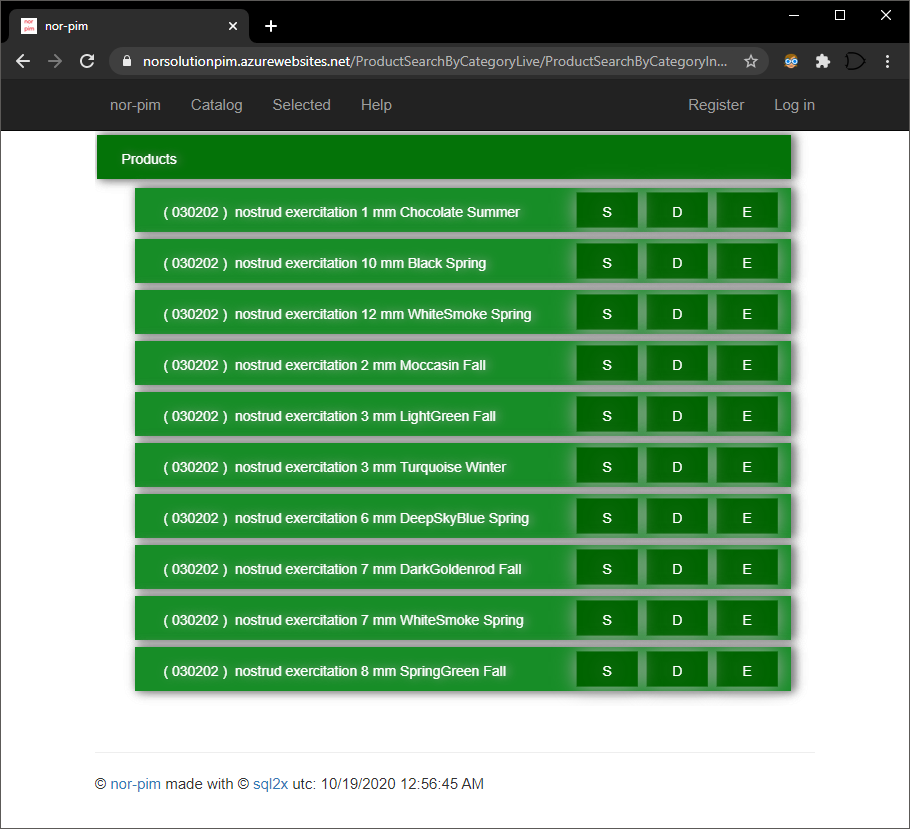 nor-pim
norsolutionpim.azurewebsites.net/ProductSearchByCategoryLive/ProductSearchByCategoryIn...
nor-pim Catalog Selected Help Register Log in
Products
( 030202 ) nostrud exercitation 1 mm Chocolate Summer S D E
( 030202 ) nostrud exercitation 10 mm Black Spring S D E
( 030202 ) nostrud exercitation 12 mm WhiteSmoke Spring S D E
( 030202 ) nostrud exercitation 2 mm Moccasin Fall S D E
( 030202 ) nostrud exercitation 3 mm LightGreen Fall S D E
( 030202 ) nostrud exercitation 3 mm Turquoise Winter S D E
( 030202 ) nostrud exercitation 6 mm DeepSkyBlue Spring S D E
( 030202 ) nostrud exercitation 7 mm DarkGoldenrod Fall S D E
( 030202 ) nostrud exercitation 7 mm WhiteSmoke Spring S D E
( 030202 ) nostrud exercitation 8 mm SpringGreen Fall S D E
© nor-pim made with © sql2x utc: 10/19/2020 12:56:45 AM